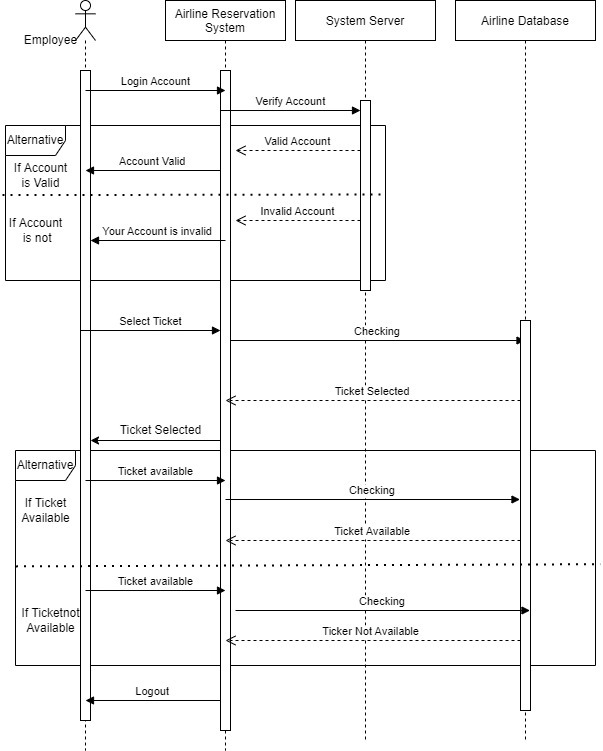 Employee
Airline Reservation
System
System Server
Airline Database
Login Account
Verify Account
Alternative
Valid Account
If Account
is Valid
Account Valid
Invalid Account
If Account
is not
Your Account is invalid
Select Ticket
Checking
Ticket Selected
Ticket Selected
Alternative
Ticket available
Checking
If Ticket
Available
Ticket Available
Ticket available
Checking
If Ticketnot
Available
Ticker Not Available
Logout